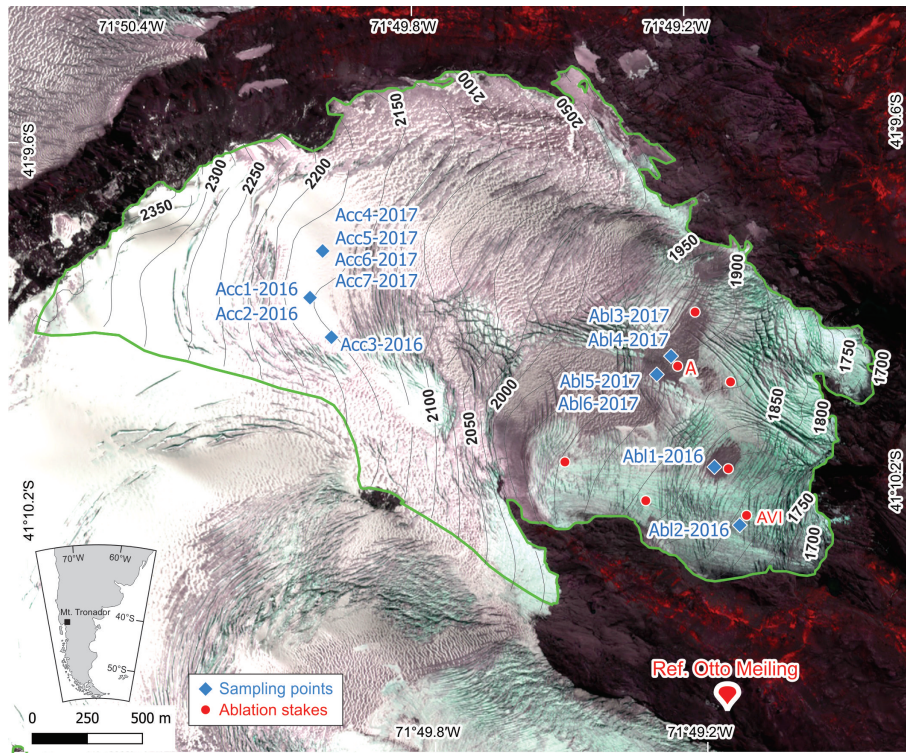 71°50.4'W
71°49.8'W
71°49.2'W
41°9.6'S
41°9.6'S
2350
2300
2250
2200
2150
2100
2050
Acc4-2017
Acc5-2017
Acc6-2017
Acc7-2017
Acc1-2016
Acc2-2016
Acc3-2016
1950
1900
Abl3-2017
Abl4-2017
A
Abl5-2017
Abl6-2017
1750
1700
1850
1800
2000
2100
2050
Abl1-2016
AVI
Abl2-2016
1750
1700
41°10.2'S
41°10.2'S
70°W
60°W
Mt. Tronador
40°S
50°S
Ref. Otto Meiling
Sampling points
Ablation stakes
0
250
500 m
71°49.8'W
71°49.2'W